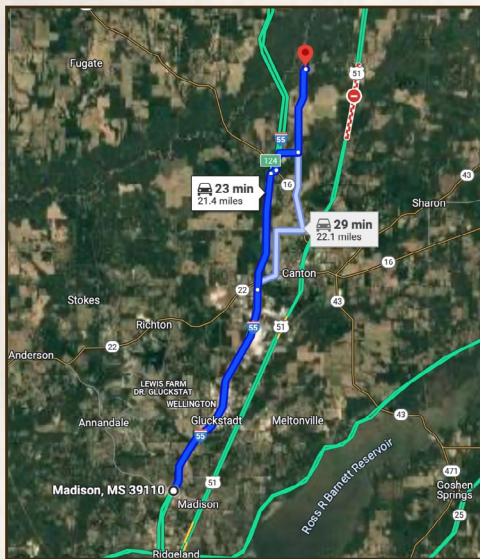 Fugate
51
55
124
16
23 min
21.4 miles
43
Sharon
29 min
22.1 miles
Canton
16
Stokes
22
43
Richton
55
51
22
Anderson
LEWIS FARM
DR. GLUCKSTAT
WELLINGTON
Annandale
Gluckstadt
Meltonville
43
55
Ross R Barnett Reservoir
471
Goshen
Springs
Madison, MS 39110
51
Madison
25
Ridgeland